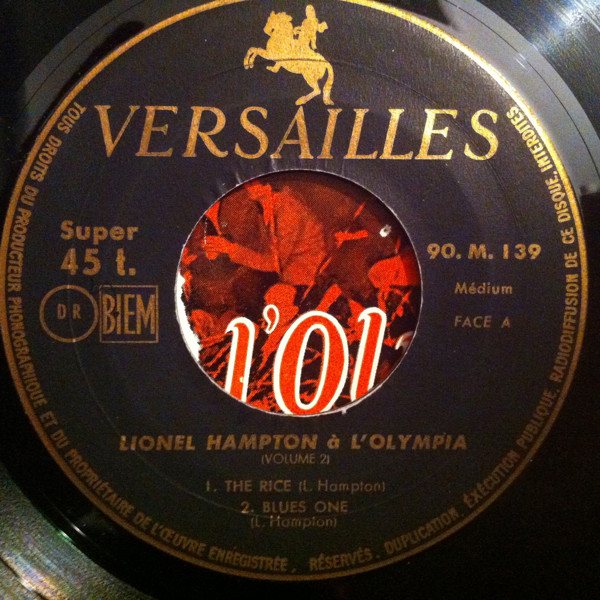 VERSAILLES
Super
45 t.
DR
BIEM
90. M. 139
Médium
FACE A
l'Ol
LIONEL HAMPTON à L'OLYMPIA
(VOLUME 2)
1. THE RICE (L. Hampton)
2. BLUES ONE
(L. Hampton)
TOUS DROITS DU PRODUCTEUR PHONOGRAPHIQUE ET DU PROPRIÉTAIRE DE L'ŒUVRE ENREGISTRÉE, RÉSERVÉS. DUPLICATION EXÉCUTION PUBLIQUE, RADIODIFFUSION DE CE DISQUE, INTERDITES